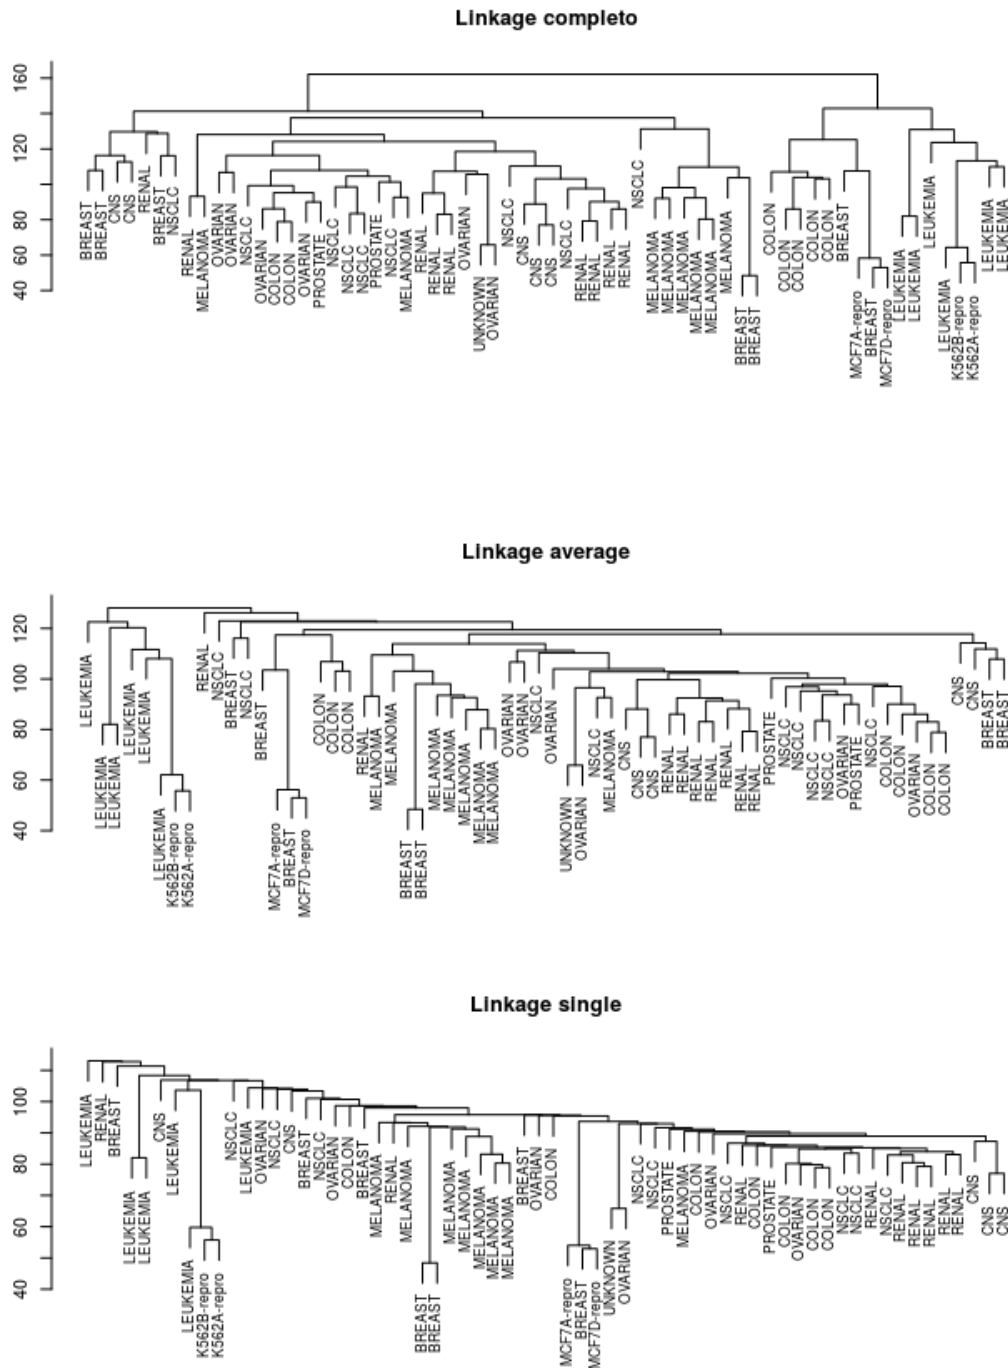 Linkage completo
160
120
80
60
40
BREAST
BREAST
CNS
CNS
RENAL
BREAST
NSCLC
RENAL
MELANOMA
OVARIAN
OVARIAN
NSCLC
OVARIAN
COLON
COLON
OVARIAN
PROSTATE
NSCLC
NSCLC
NSCLC
PROSTATE
NSCLC
MELANOMA
RENAL
RENAL
RENAL
OVARIAN
UNKNOWN
OVARIAN
NSCLC
CNS
CNS
CNS
NSCLC
RENAL
RENAL
RENAL
RENAL
NSCLC
MELANOMA
MELANOMA
MELANOMA
MELANOMA
MELANOMA
MELANOMA
BREAST
BREAST
COLON
COLON
COLON
COLON
COLON
BREAST
MCF7A-repro
BREAST
MCF7D-repro
LEUKEMIA
LEUKEMIA
LEUKEMIA
LEUKEMIA
K562B-repro
K562A-repro
LEUKEMIA
LEUKEMIA
Linkage average
120
100
80
60
40
LEUKEMIA
LEUKEMIA
LEUKEMIA
LEUKEMIA
LEUKEMIA
LEUKEMIA
K562B-repro
K562A-repro
RENAL
NSCLC
BREAST
NSCLC
BREAST
MCF7A-repro
BREAST
MCF7D-repro
COLON
COLON
COLON
RENAL
MELANOMA
MELANOMA
BREAST
BREAST
MELANOMA
MELANOMA
MELANOMA
MELANOMA
MELANOMA
OVARIAN
OVARIAN
NSCLC
OVARIAN
UNKNOWN
OVARIAN
NSCLC
MELANOMA
CNS
CNS
CNS
RENAL
RENAL
RENAL
RENAL
RENAL
RENAL
RENAL
PROSTATE
NSCLC
NSCLC
NSCLC
NSCLC
OVARIAN
PROSTATE
NSCLC
COLON
COLON
OVARIAN
COLON
COLON
CNS
CNS
BREAST
BREAST
Linkage single
100
80
60
40
LEUKEMIA
RENAL
BREAST
LEUKEMIA
LEUKEMIA
CNS
LEUKEMIA
LEUKEMIA
K562B-repro
K562A-repro
NSCLC
LEUKEMIA
OVARIAN
NSCLC
CNS
BREAST
NSCLC
OVARIAN
COLON
BREAST
MELANOMA
RENAL
MELANOMA
BREAST
BREAST
MELANOMA
MELANOMA
MELANOMA
MELANOMA
MELANOMA
BREAST
OVARIAN
COLON
MCF7A-repro
BREAST
MCF7D-repro
UNKNOWN
OVARIAN
NSCLC
NSCLC
PROSTATE
MELANOMA
COLON
OVARIAN
NSCLC
RENAL
COLON
PROSTATE
COLON
OVARIAN
COLON
COLON
NSCLC
NSCLC
RENAL
NSCLC
RENAL
RENAL
RENAL
RENAL
RENAL
CNS
CNS
CNS